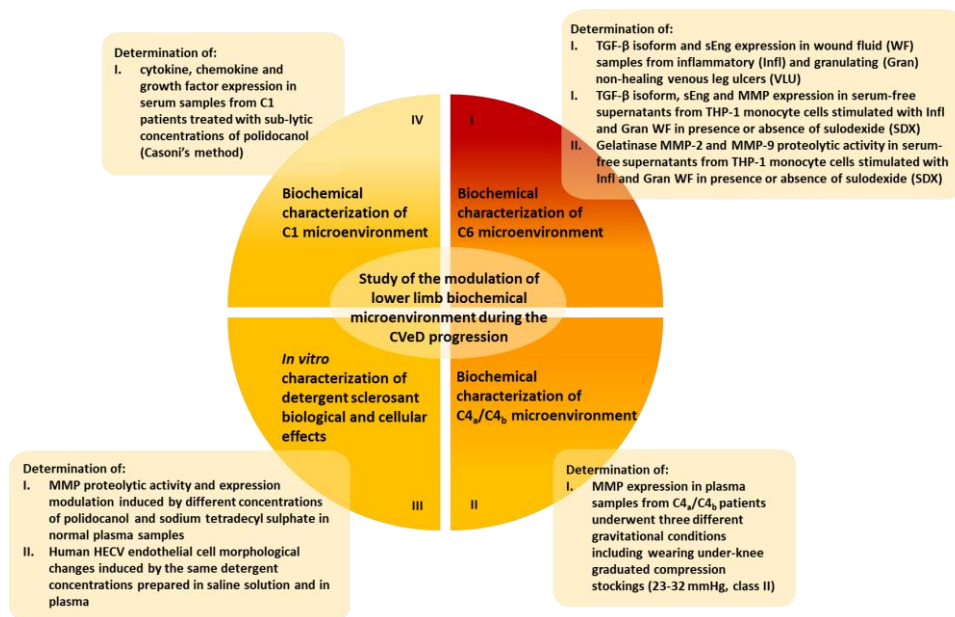 Determination of:
I. cytokine, chemokine and
growth factor expression in
serum samples from C1
patients treated with sub-lytic
concentrations of polidocanol
(Casoni's method)
Determination of:
I. TGF-β isoform and sEng expression in wound fluid (WF)
samples from inflammatory (Infl) and granulating (Gran)
non-healing venous leg ulcers (VLU)
I. TGF-β isoform, sEng and MMP expression in serum-free
supernatants from THP-1 monocyte cells stimulated with Infl
and Gran WF in presence or absence of sulodexide (SDX)
II. Gelatinase MMP-2 and MMP-9 proteolytic activity in serum-
free supernatants from THP-1 monocyte cells stimulated with
Infl and Gran WF in presence or absence of sulodexide (SDX)
IV
I
Biochemical
characterization of
C1 microenvironment
Biochemical
characterization of
C6 microenvironment
Study of the modulation of
lower limb biochemical
microenvironment during the
CVeD progression
In vitro
characterization of
detergent sclerosant
biological and cellular
effects
Biochemical
characterization of
C4a/C4b microenvironment
III
II
Determination of:
I. MMP proteolytic activity and expression
modulation induced by different concentrations
of polidocanol and sodium tetradecyl sulphate in
normal plasma samples
II. Human HECV endothelial cell morphological
changes induced by the same detergent
concentrations prepared in saline solution and in
plasma
Determination of:
I. MMP expression in plasma
samples from C4a/C4b patients
underwent three different
gravitational conditions
including wearing under-knee
graduated compression
stockings (23-32 mmHg, class II)